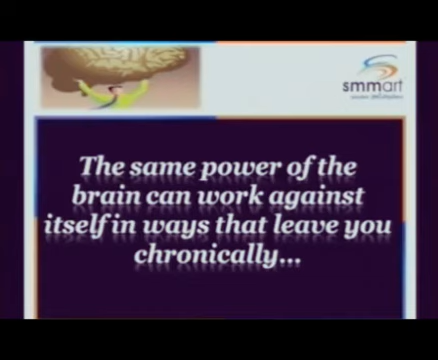 smmart
The same power of the
brain can work against
itself in ways that leave you
chronically...